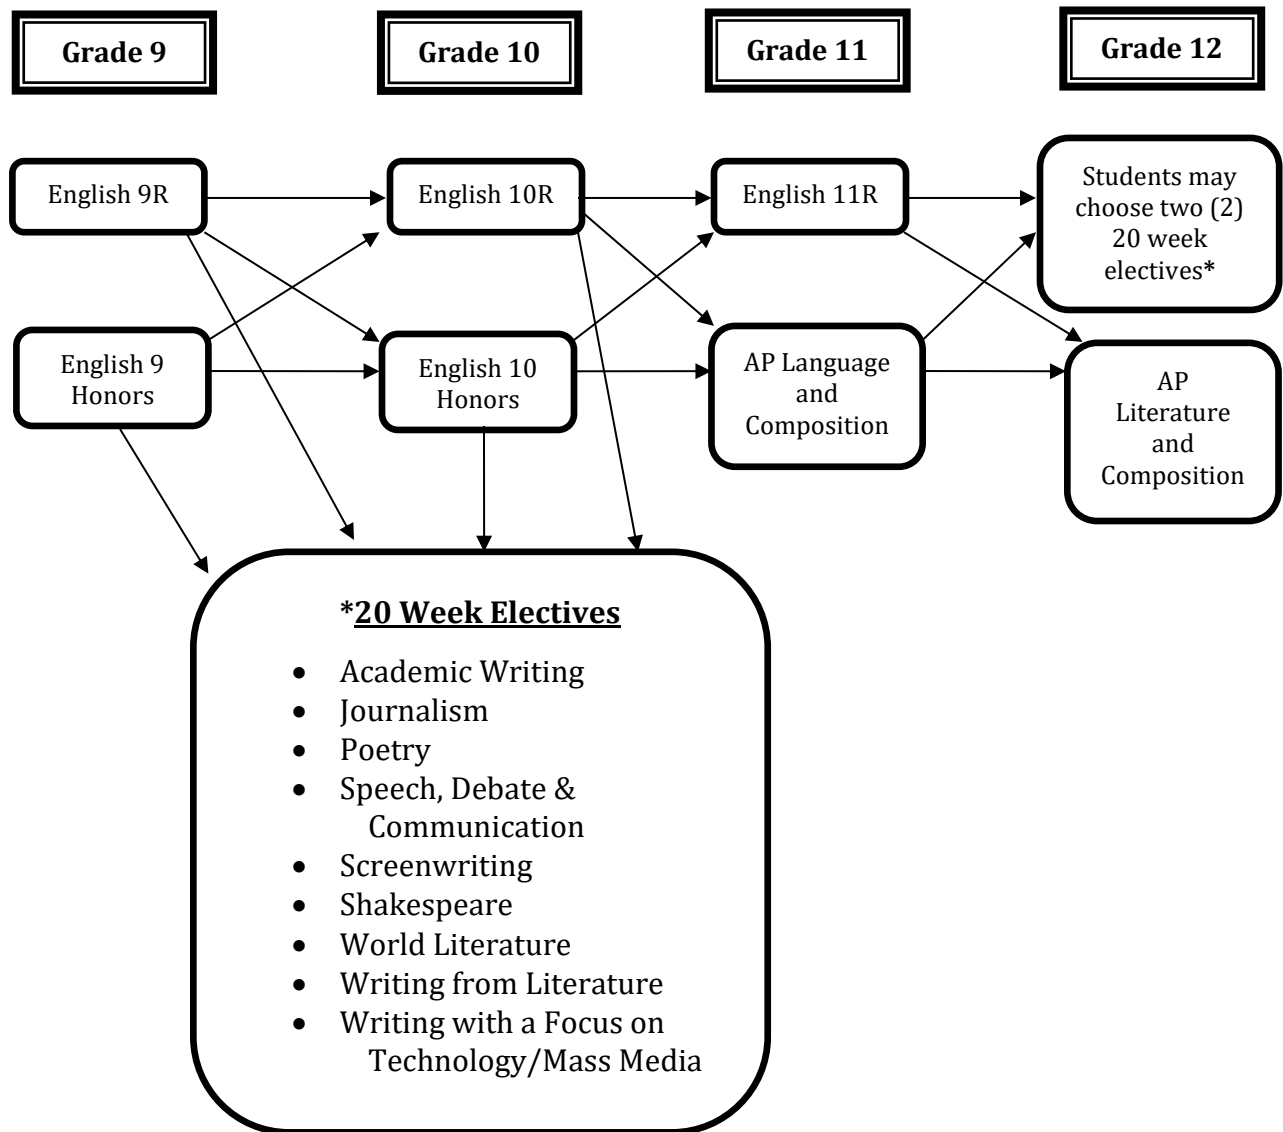 Grade 9
Grade 10
Grade 11
Grade 12
English 9R
English 10R
English 11R
Students may
choose two (2)
20 week
electives*
English 9
Honors
English 10
Honors
AP Language
and
Composition
AP
Literature
and
Composition
*20 Week Electives
• Academic Writing
• Journalism
• Poetry
• Speech, Debate &
Communication
• Screenwriting
• Shakespeare
• World Literature
• Writing from Literature
• Writing with a Focus on
Technology/Mass Media